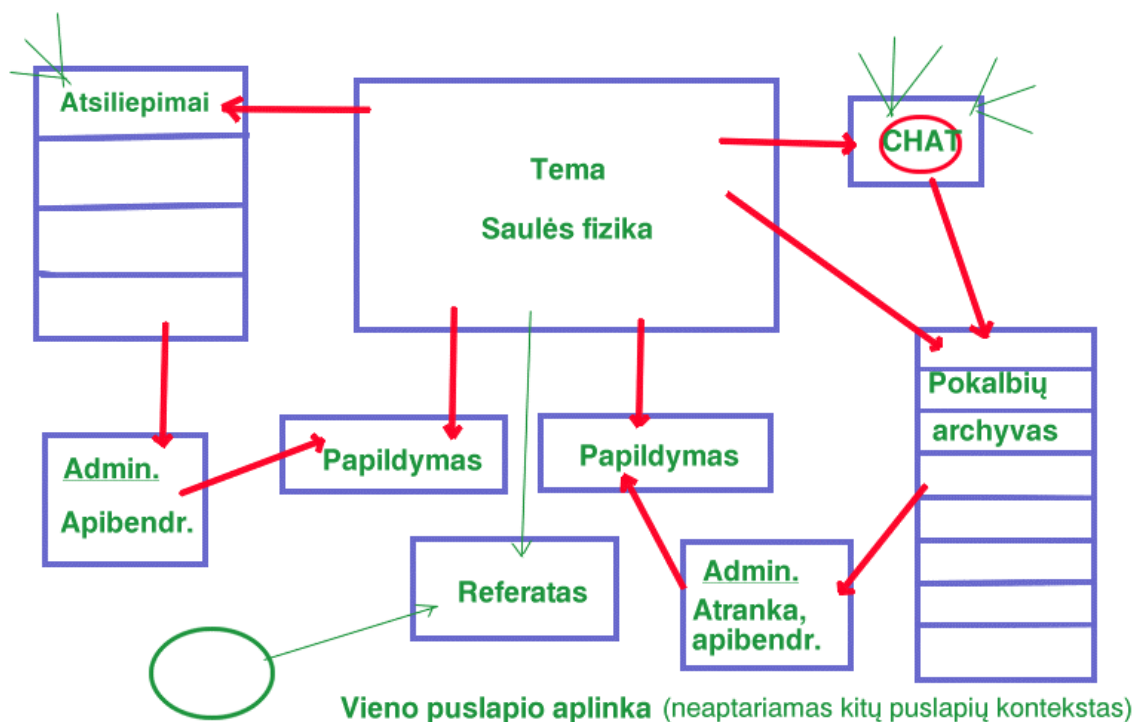 Atsiliepimai
Tema
Saulės fizika
CHAT
Pokalbių
archyvas
Papildymas
Papildymas
Admin.
Apibendr.
Referatas
Admin.
Atranka,
apibendr.
Vieno puslapio aplinka (neaptariamas kitų puslapių kontekstas)